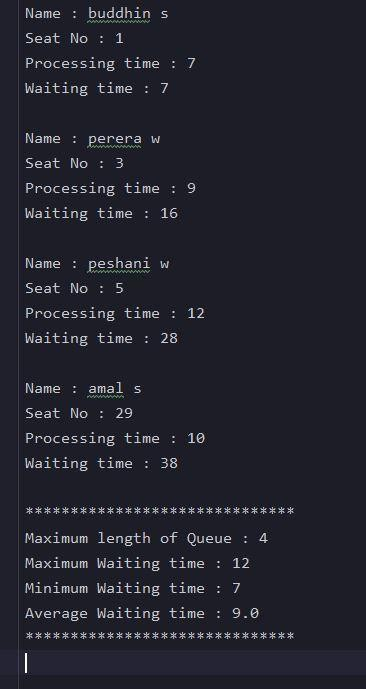 Name : buddhin s
Seat No : 1
Processing time : 7
Waiting time : 7
Name : perera w
Seat No : 3
Processing time : 9
Waiting time : 16
Name : peshani w
Seat No : 5
Processing time : 12
Waiting time : 28
Name : amal s
Seat No : 29
Processing time : 10
Waiting time : 38
******************************
Maximum length of Queue : 4
Maximum Waiting time : 12
Minimum Waiting time : 7
Average Waiting time : 9.0
******************************